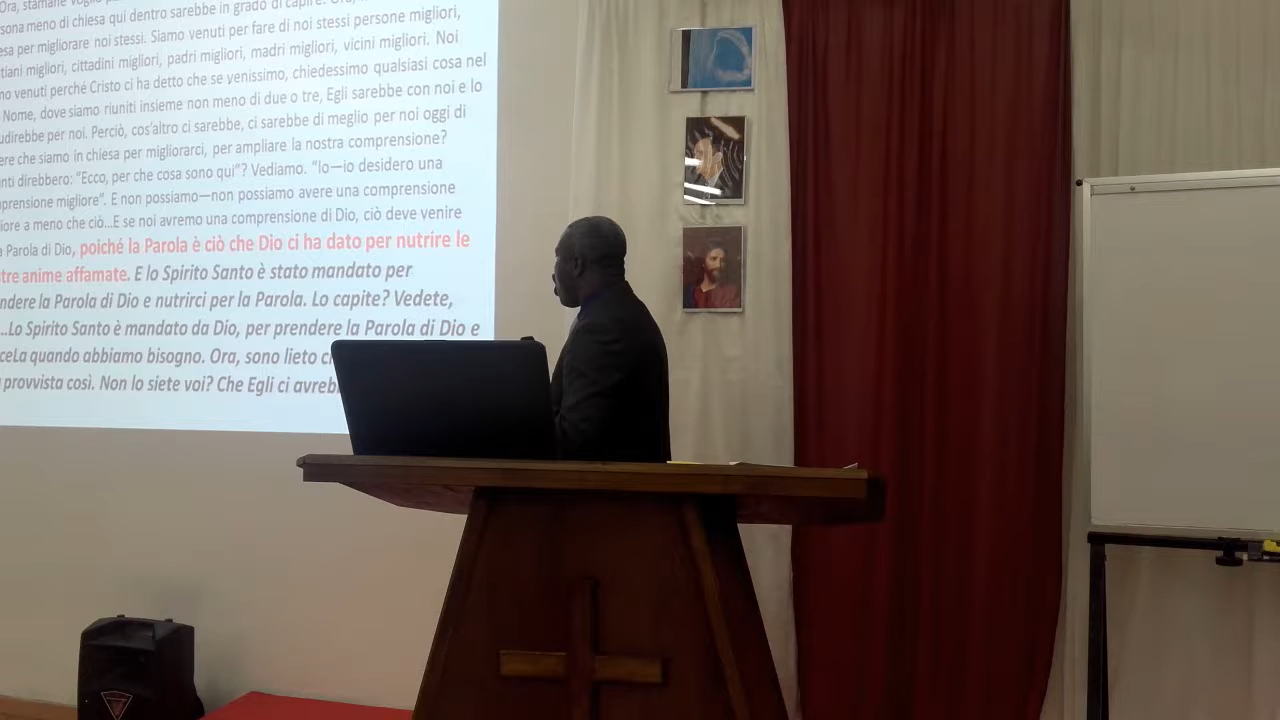 Ora, stamane voglio
sona meno di chiesa qui dentro sarebbe in grado di capire. Ora,
esa per migliorare noi stessi. Siamo venuti per fare di noi stessi persone migliori,
tiani migliori, cittadini migliori, padri migliori, madri migliori, vicini migliori. Noi
mo venuti perché Cristo ci ha detto che se venissimo, chiedessimo qualsiasi cosa nel
Nome, dove siamo riuniti insieme non meno di due o tre, Egli sarebbe con noi e lo
udirebbe per noi. Perciò, cos'altro ci sarebbe, ci sarebbe di meglio per noi oggi di
ere che siamo in chiesa per migliorarci, per ampliare la nostra comprensione?
nti direbbero: "Ecco, per che cosa sono qui"? Vediamo. "Io—io desidero una
prensione migliore". E non possiamo—non possiamo avere una comprensione
iore a meno che ciò...E se noi avremo una comprensione di Dio, ciò deve venire
a Parola di Dio, poiché la Parola è ciò che Dio ci ha dato per nutrire le
tre anime affamate. E lo Spirito Santo è stato mandato per
ndere la Parola di Dio e nutrirci per la Parola. Lo capite? Vedete,
...Lo Spirito Santo è mandato da Dio, per prendere la Parola di Dio e
ceLa quando abbiamo bisogno. Ora, sono lieto c
provvista così. Non lo siete voi? Che Egli ci avreb